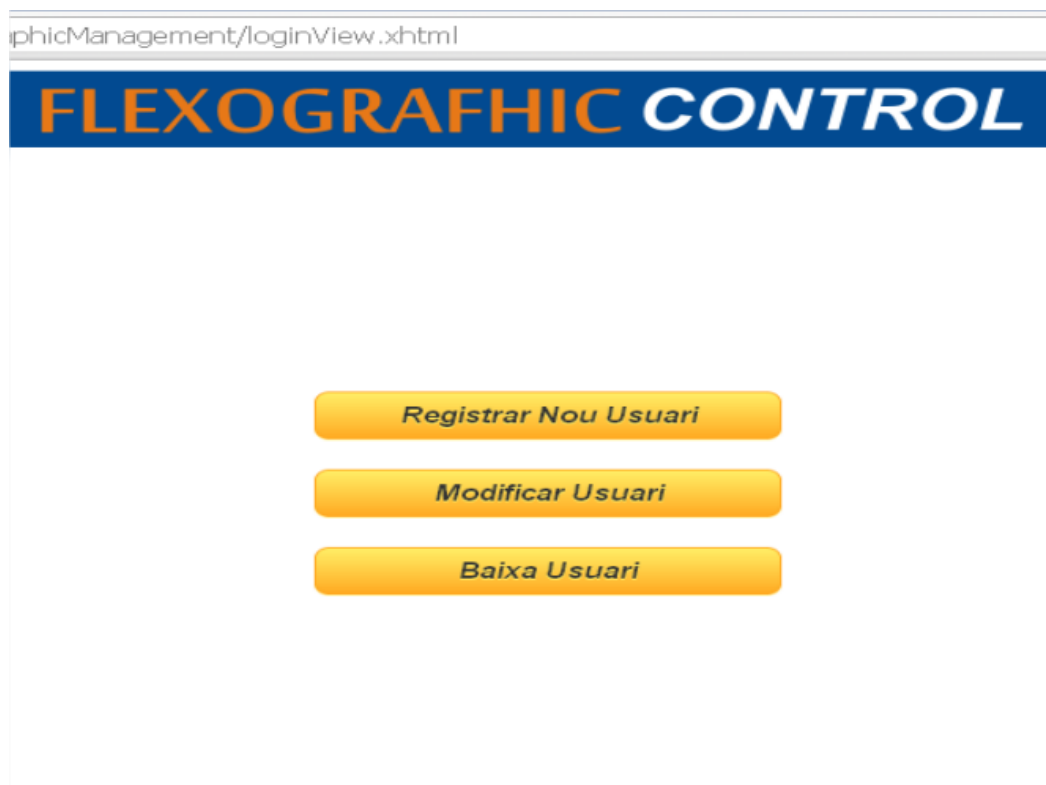 phicManagement/loginView.xhtml
FLEXOGRAFHIC CONTROL
Registrar Nou Usuari
Modificar Usuari
Baixa Usuari